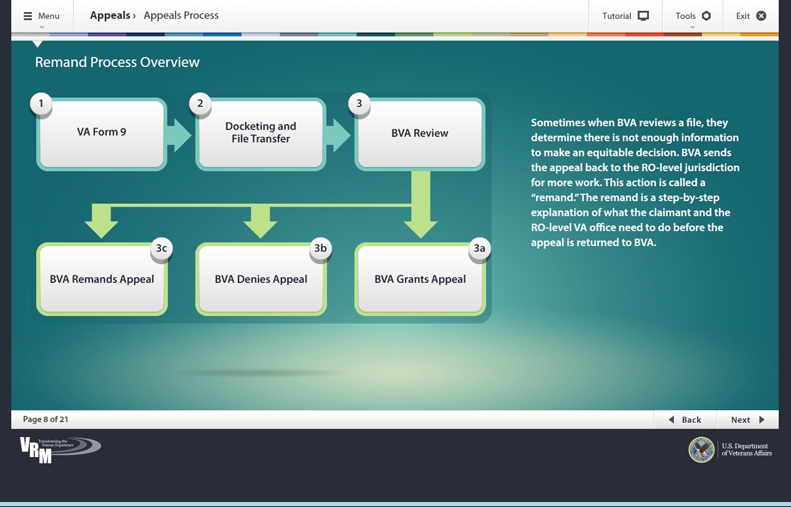 Menu
Appeals › Appeals Process
Tutorial
Tools
Exit
Remand Process Overview
1
VA Form 9
2
Docketing and
File Transfer
3
BVA Review
3c
BVA Remands Appeal
3b
BVA Denies Appeal
3a
BVA Grants Appeal
Sometimes when BVA reviews a file, they
determine there is not enough information
to make an equitable decision. BVA sends
the appeal back to the RO-level jurisdiction
for more work. This action is called a
“remand.” The remand is a step-by-step
explanation of what the claimant and the
RO-level VA office need to do before the
appeal is returned to BVA.
Page 8 of 21
Back
Next
VRM
Transforming the
Veteran Experience
U.S. Department
of Veterans Affairs